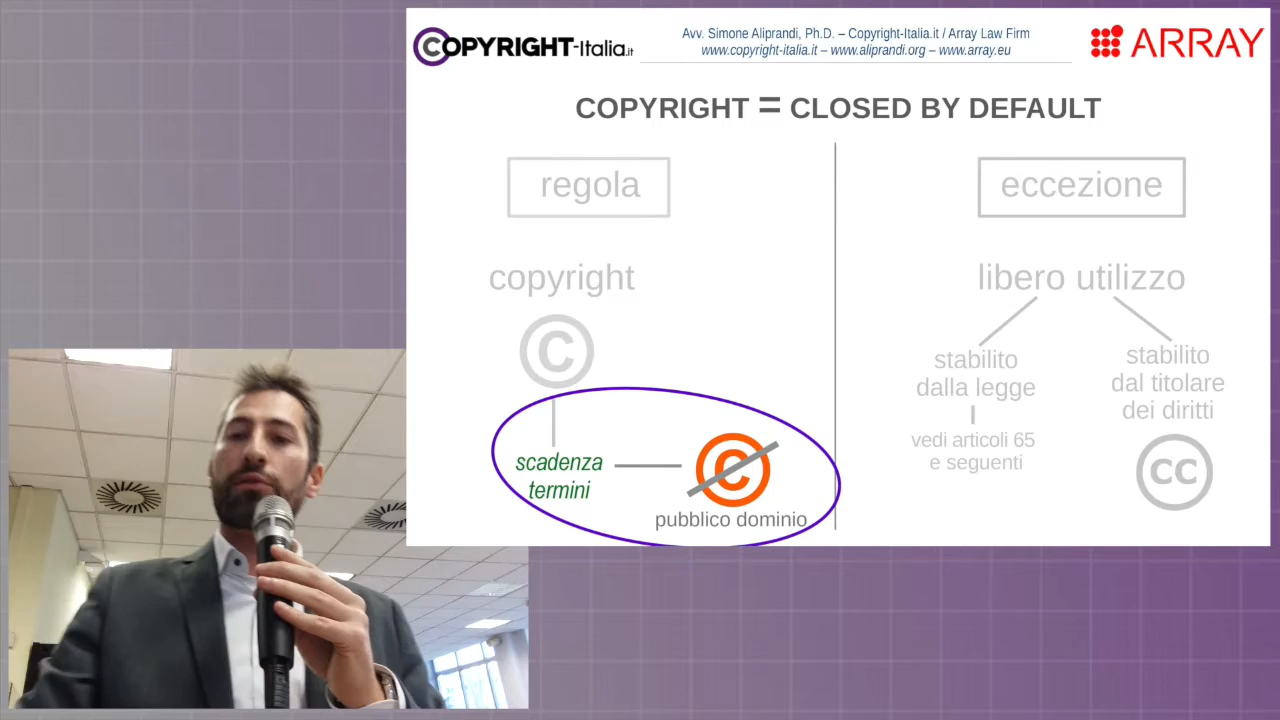 COPYRIGHT-Italia.it
Avv. Simone Aliprandi, Ph.D. – Copyright-Italia.it / Array Law Firm
www.copyright-italia.it – www.aliprandi.org – www.array.eu
ARRAY
COPYRIGHT = CLOSED BY DEFAULT
regola
copyright
©
scadenza
termini
©
pubblico dominio
eccezione
libero utilizzo
stabilito
dalla legge
vedi articoli 65
e seguenti
stabilito
dal titolare
dei diritti
cc